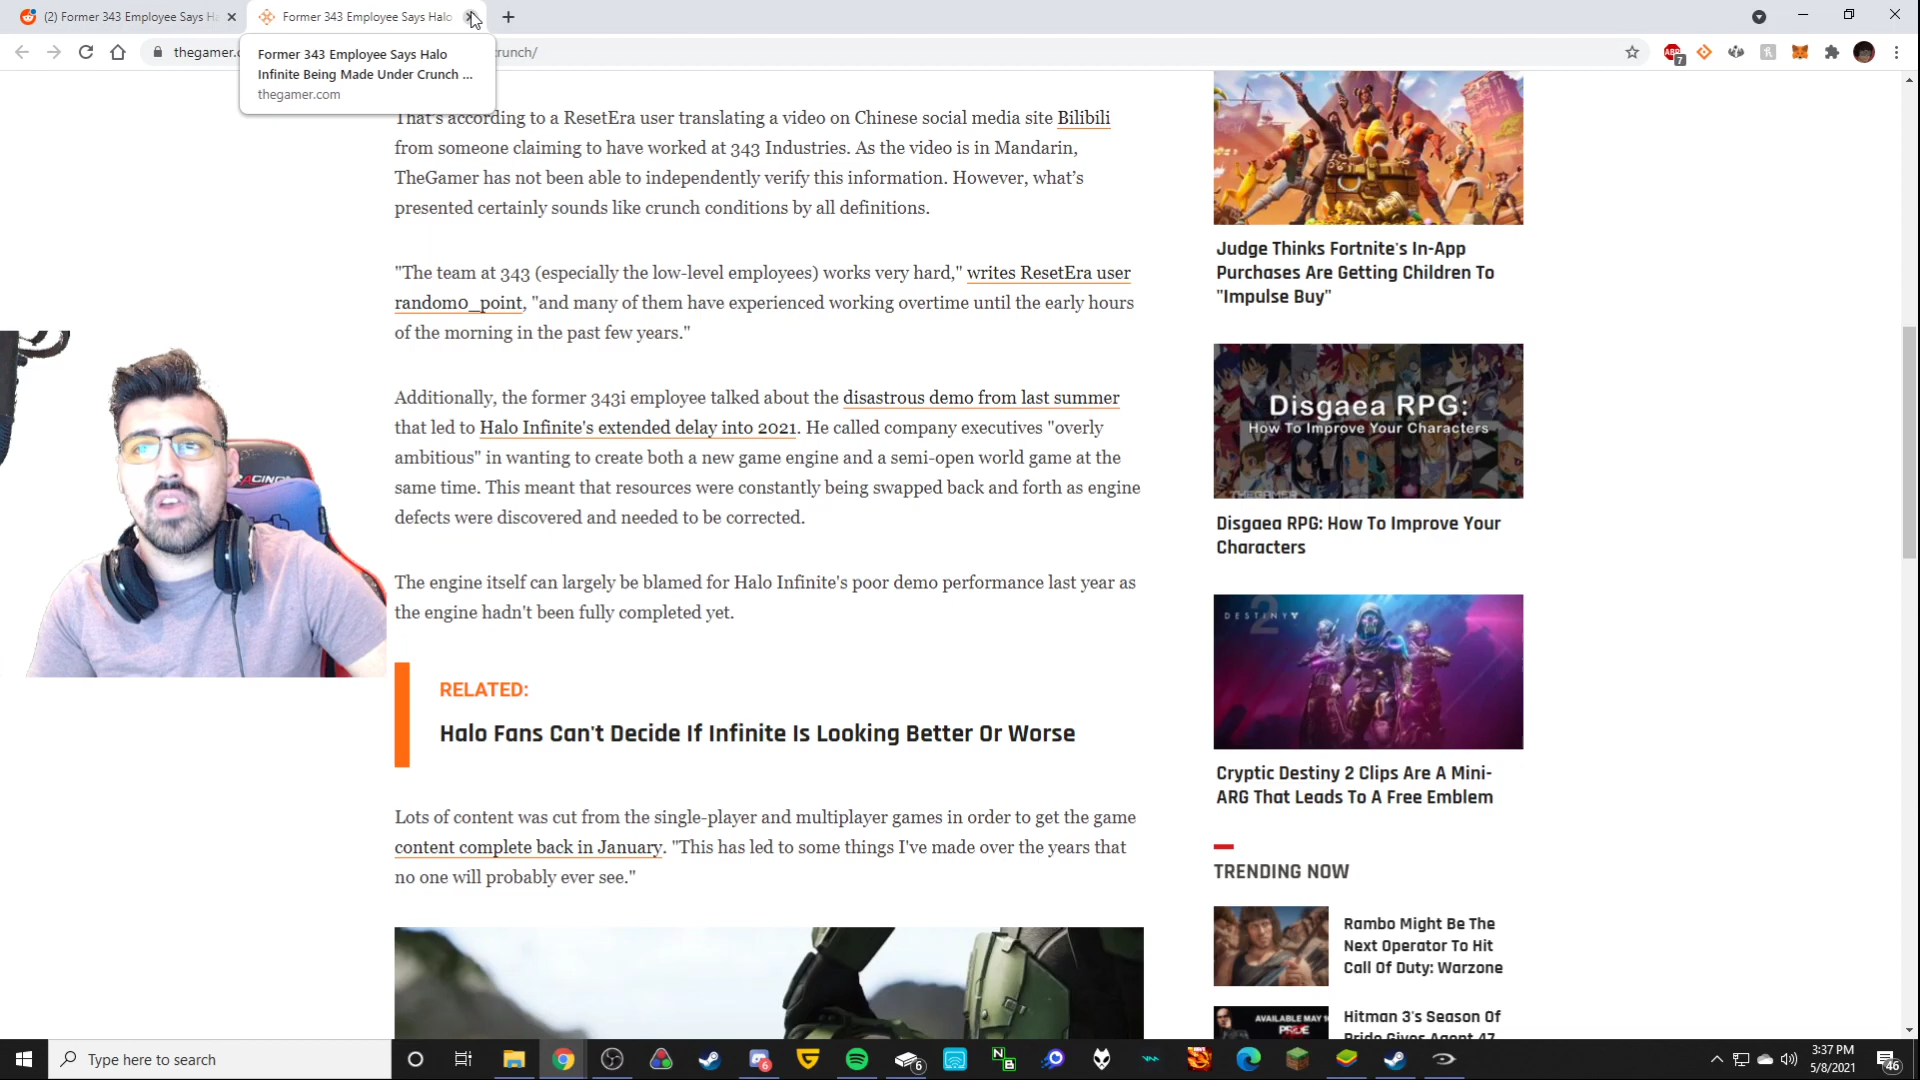 (2) Former 343 Employee Says Ha
Former 343 Employee Says Halo
thegamer.c
crunch/
7
Former 343 Employee Says Halo
Infinite Being Made Under Crunch ...
thegamer.com
That's according to a ResetEra user translating a video on Chinese social media site Bilibili
from someone claiming to have worked at 343 Industries. As the video is in Mandarin,
TheGamer has not been able to independently verify this information. However, what's
presented certainly sounds like crunch conditions by all definitions.
"The team at 343 (especially the low-level employees) works very hard," writes ResetEra user
random0_point, "and many of them have experienced working overtime until the early hours
of the morning in the past few years."
Additionally, the former 343i employee talked about the disastrous demo from last summer
that led to Halo Infinite's extended delay into 2021. He called company executives "overly
ambitious" in wanting to create both a new game engine and a semi-open world game at the
same time. This meant that resources were constantly being swapped back and forth as engine
defects were discovered and needed to be corrected.
The engine itself can largely be blamed for Halo Infinite's poor demo performance last year as
the engine hadn't been fully completed yet.
RELATED:
Halo Fans Can't Decide If Infinite Is Looking Better Or Worse
Lots of content was cut from the single-player and multiplayer games in order to get the game
content complete back in January. "This has led to some things I've made over the years that
no one will probably ever see."
Judge Thinks Fortnite's In-App
Purchases Are Getting Children To
"Impulse Buy"
Disgaea RPG:
How To Improve Your Characters
Disgaea RPG: How To Improve Your
Characters
DESTINY
2
Cryptic Destiny 2 Clips Are A Mini-
ARG That Leads To A Free Emblem
TRENDING NOW
Rambo Might Be The
Next Operator To Hit
Call Of Duty: Warzone
AVAILABLE MAY
PRIDE
Hitman 3's Season Of
Pride Gives Agent 47
Type here to search
6
6
N
B
3:37 PM
5/8/2021
46